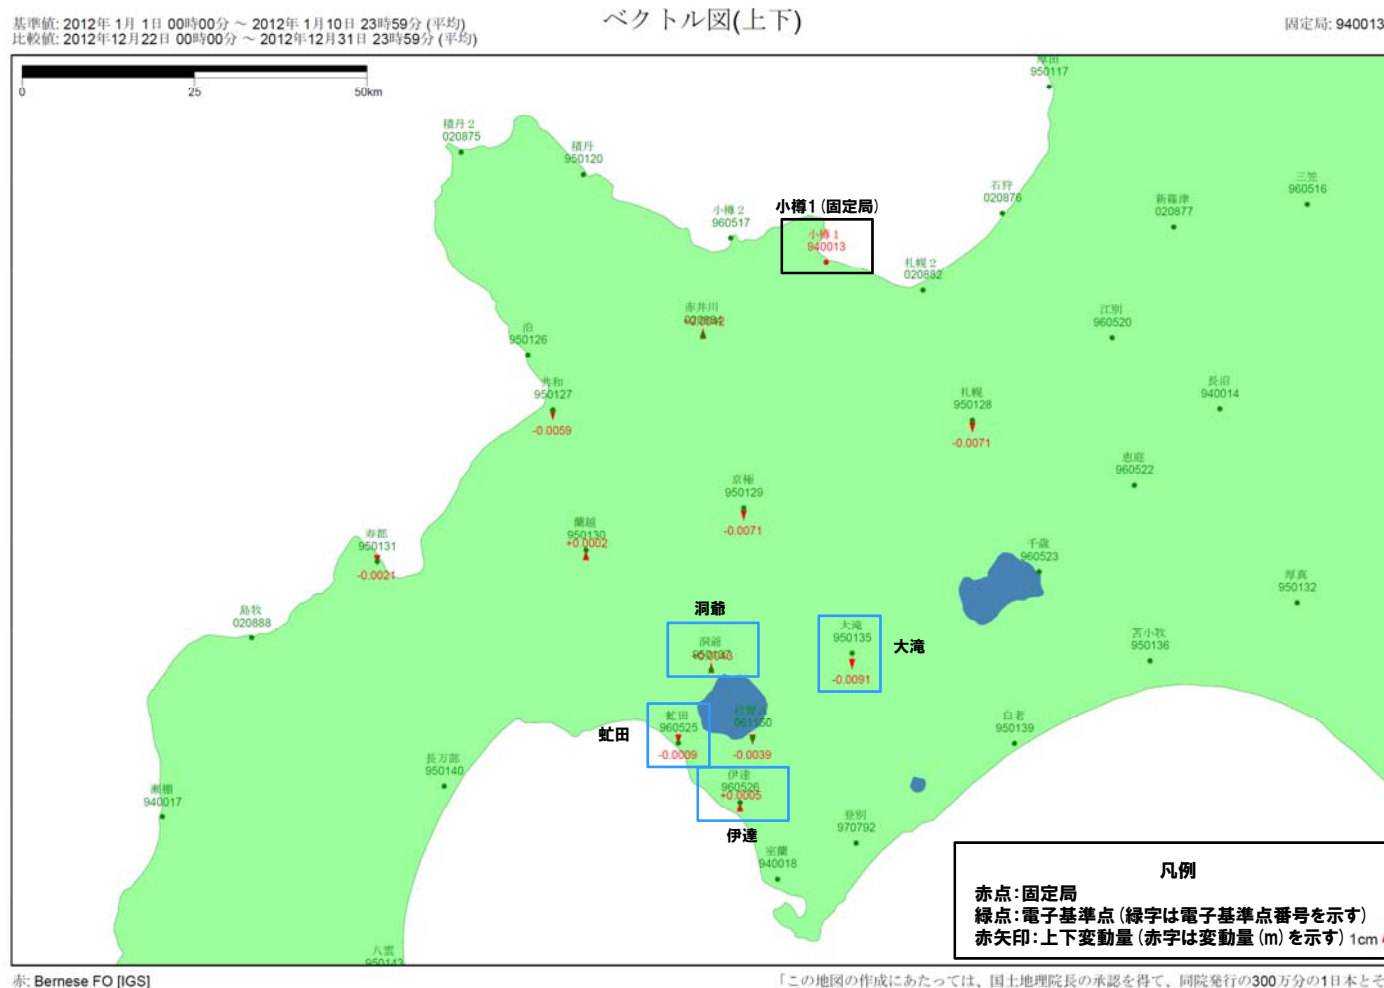 基準値: 2012年 1月 1日 00時00分 ～ 2012年 1月10日 23時59分 (平均)
比較値: 2012年12月22日 00時00分 ～ 2012年12月31日 23時59分 (平均)
ベクトル図(上下)
固定局: 940013
0 25 50km
厚田
950117
積丹２
020875
積丹
950120
三笠
960516
石狩
020876
新篠津
020877
小樽1 (固定局)
小樽２
960517
小樽１
940013
札幌２
020882
赤井川
泊
950126
江別
960520
共和
950127
-0.0059
長沼
940014
札幌
950128
-0.0071
恵庭
960522
京極
950129
-0.0071
蘭越
950130
+0.0002
寿都
950131
-0.0021
千歳
960523
厚真
950132
島牧
020888
洞爺
洞爺
大滝
950135
-0.0091
大滝
苫小牧
950136
虻田
虻田
960525
-0.0009
061150
-0.0039
白老
950139
長万部
950140
伊達
960526
+0.0005
伊達
瀬棚
940017
登別
970792
室蘭
940018
八雲
950143
凡例
赤点:固定局
緑点:電子基準点 (緑字は電子基準点番号を示す)
赤矢印:上下変動量 (赤字は変動量 (m) を示す) 1cm
赤: Bernese FO [IGS]
「この地図の作成にあたっては、国土地理院長の承認を得て、同院発行の300万分の1日本とそ